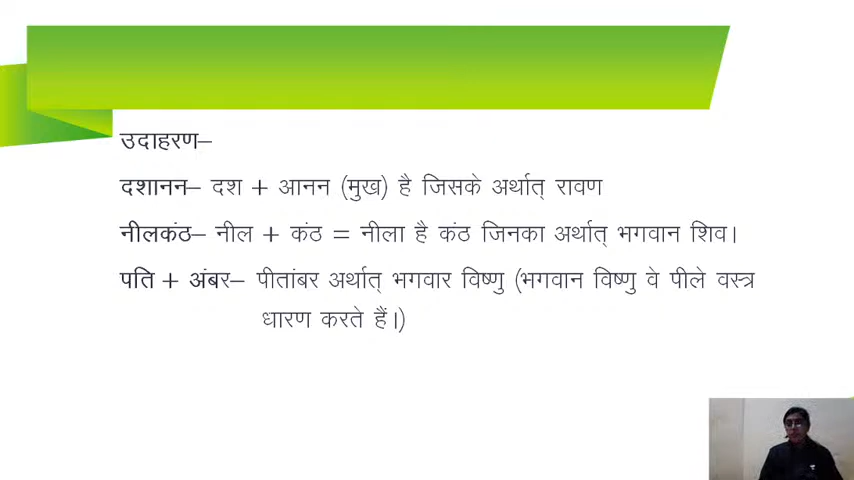 उदाहरण–
दशानन– दश + आनन (मुख) है जिसके अर्थात् रावण
नीलकंठ– नील + कंठ = नीला है कंठ जिनका अर्थात् भगवान शिव।
पति + अंबर– पीतांबर अर्थात् भगवार विष्णु (भगवान विष्णु वे पीले वस्त्र
धारण करते हैं।)